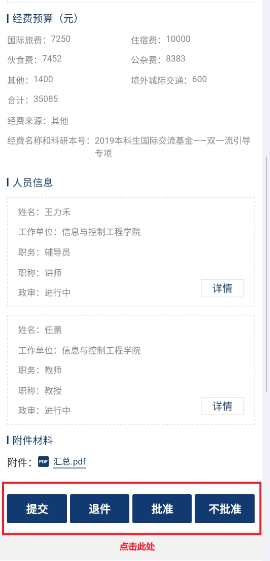 经费预算（元）
国际旅费：7250 住宿费：10000
伙食费：7452 公杂费：8383
其他：1400 境外城际交通：600
合计：35085
经费来源：其他
经费名称和科研本号：2019本科生国际交流基金——双一流引导
专项
人员信息
姓名：王力禾
工作单位：信息与控制工程学院
职务：辅导员
职称：讲师
政审：进行中
详情
姓名：任鹏
工作单位：信息与控制工程学院
职务：教师
职称：教授
政审：进行中
详情
附件材料
附件：PDF 汇总.pdf
提交 退件 批准 不批准
点击此处